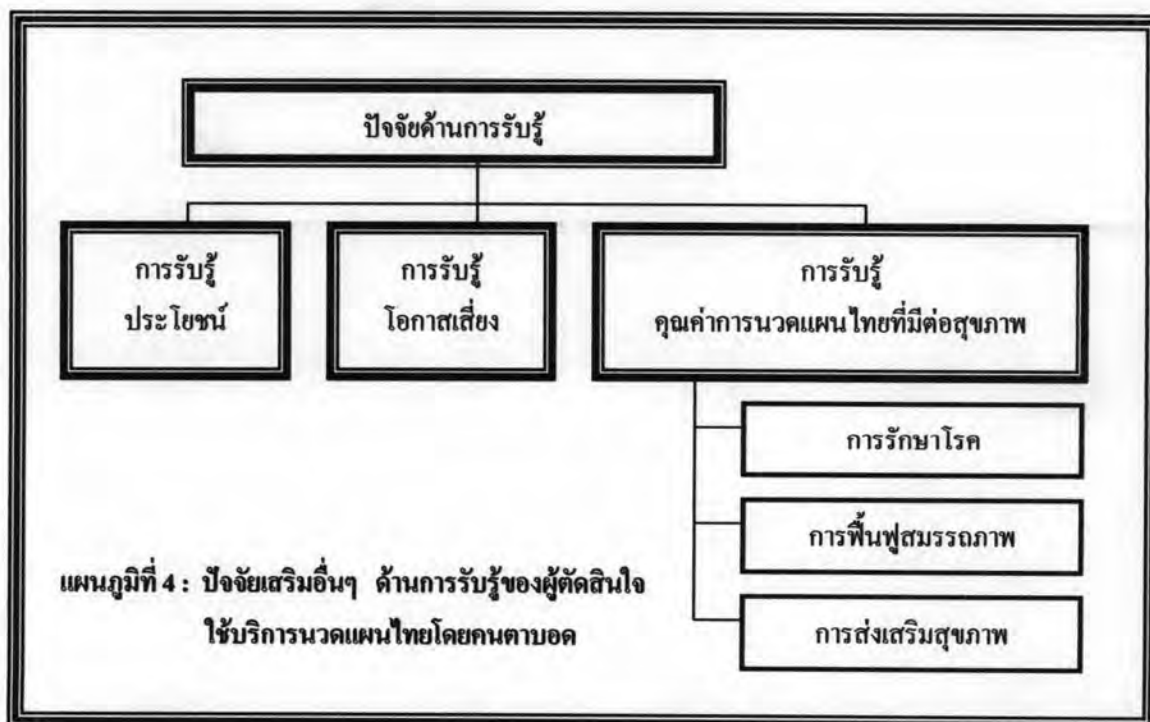 ปัจจัยด้านการรับรู้
การรับรู้
ประโยชน์
การรับรู้
โอกาสเสี่ยง
การรับรู้
คุณค่าการนวดแผนไทยที่มีต่อสุขภาพ
การรักษาโรค
การฟื้นฟูสมรรถภาพ
การส่งเสริมสุขภาพ
แผนภูมิที่ 4 : ปัจจัยเสริมอื่นๆ ด้านการรับรู้ของผู้ตัดสินใจ
ใช้บริการนวดแผนไทยโดยคนตาบอด